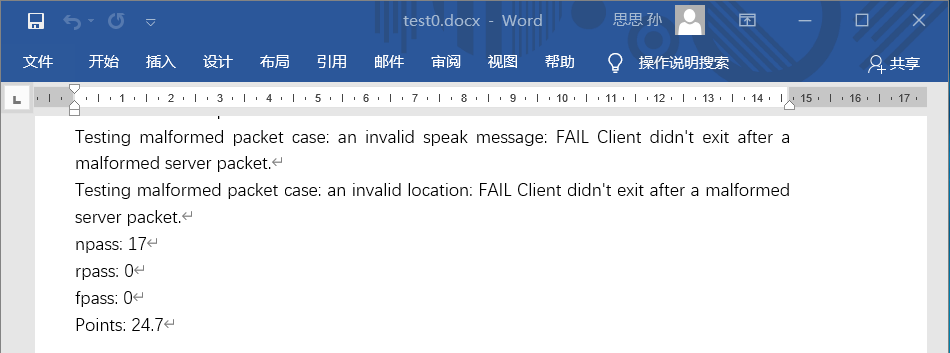 test0.docx - Word
思思 孙
文件 开始 插入 设计 布局 引用 邮件 审阅 视图 帮助 操作说明搜索 共享
L 1 2 3 4 5 6 7 8 9 10 11 12 13 14 15 16 17
Testing malformed packet case: an invalid speak message: FAIL Client didn't exit after a
malformed server packet.↵
Testing malformed packet case: an invalid location: FAIL Client didn't exit after a malformed
server packet.↵
npass: 17↵
rpass: 0↵
fpass: 0↵
Points: 24.7↵